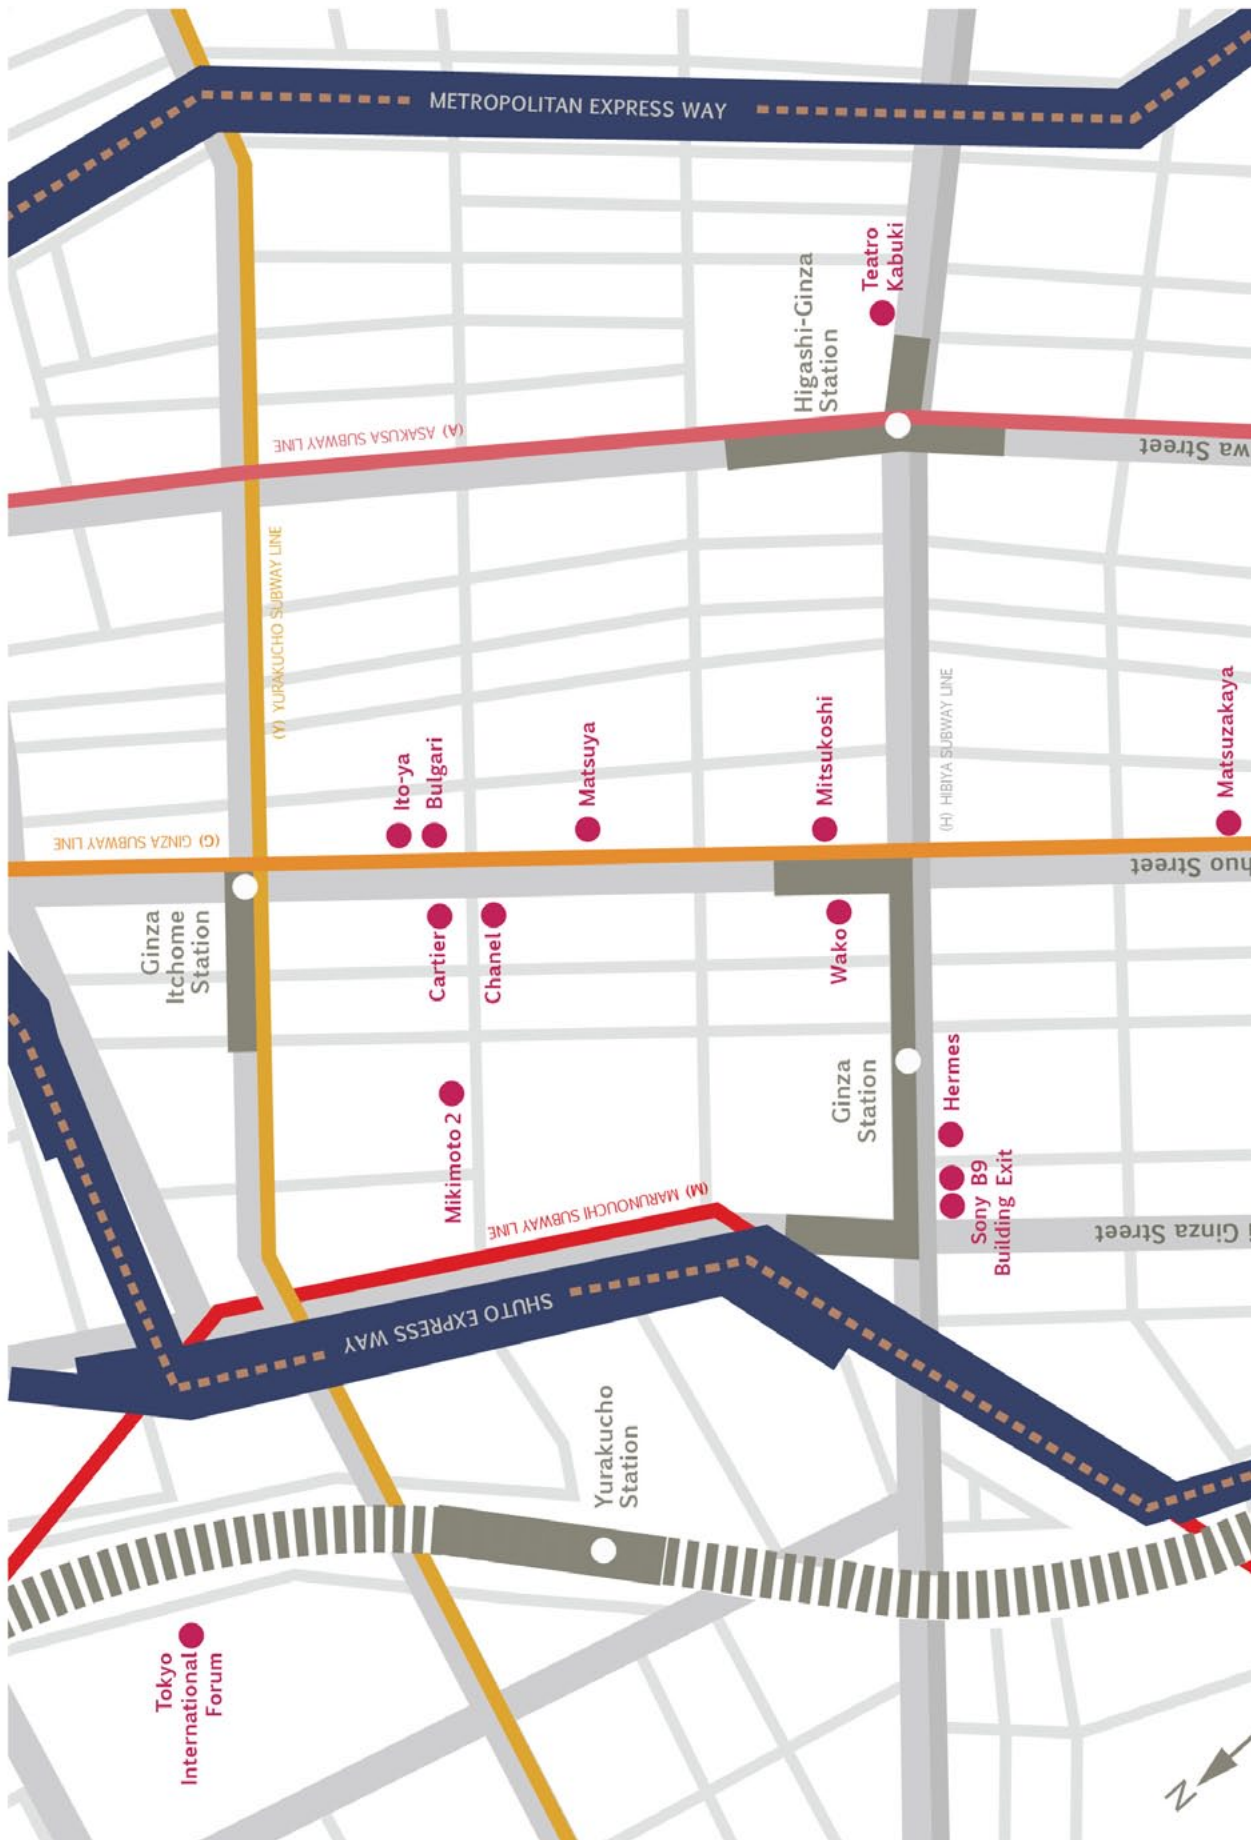 METROPOLITAN EXPRESS WAY
Teatro
Kabuki
Higashi-Ginza
Station
(A) ASAKUSA SUBWAY LINE
wa Street
(Y) YURAKUCHO SUBWAY LINE
Ito-ya
Bulgari
Matsuya
Mitsukoshi
(H) HIBIYA SUBWAY LINE
Matsuzakaya
(G) GINZA SUBWAY LINE
huo Street
Ginza
Itchome
Station
Cartier
Chanel
Wako
Ginza
Station
Hermes
Mikimoto 2
Sony B9
Building Exit
(M) MARUNOUCHI SUBWAY LINE
i Ginza Street
SHUTO EXPRESS WAY
Yurakucho
Station
Tokyo
International
Forum
N